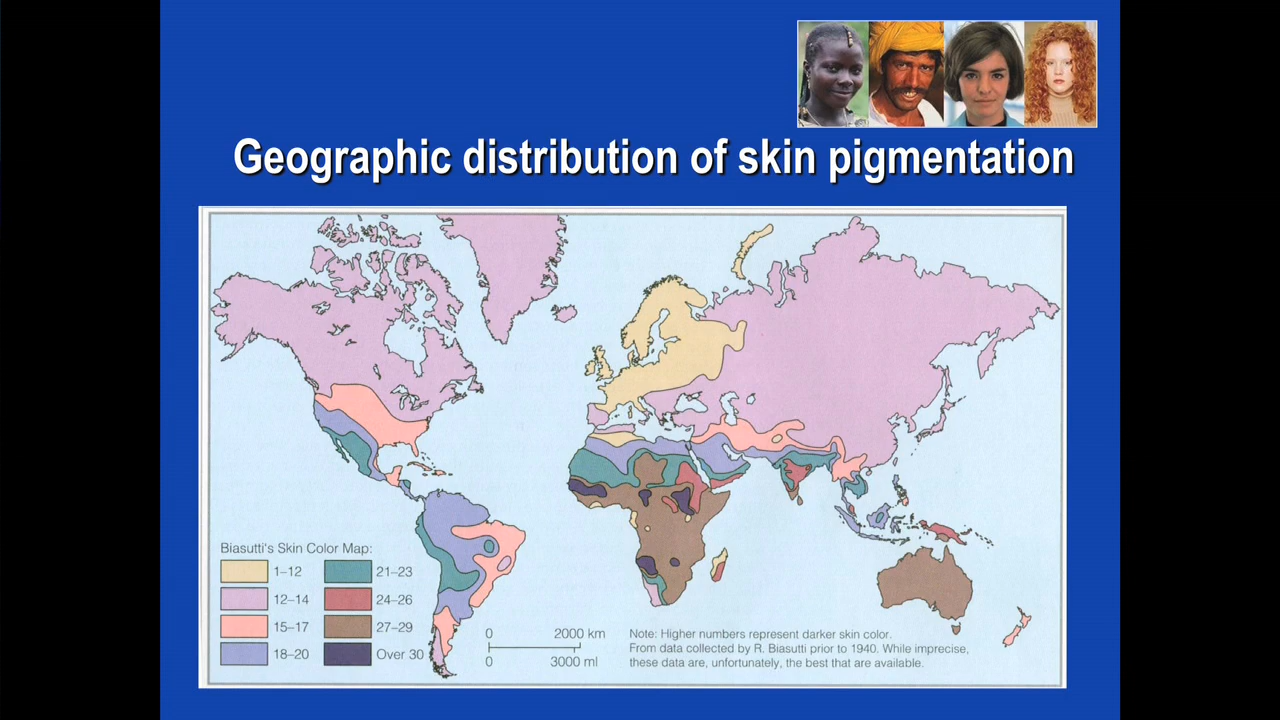 Geographic distribution of skin pigmentation
Biasutti's Skin Color Map:
1–12
12–14
15–17
18–20
21–23
24–26
27–29
Over 30
0 2000 km
0 3000 ml
Note: Higher numbers represent darker skin color.
From data collected by R. Biasutti prior to 1940. While imprecise,
these data are, unfortunately, the best that are available.